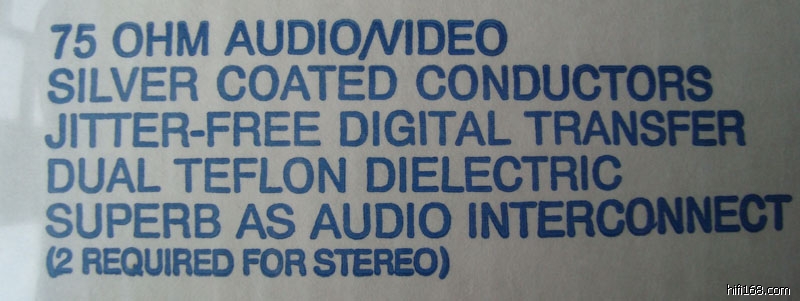 75 OHM AUDIO/VIDEO
SILVER COATED CONDUCTORS
JITTER-FREE DIGITAL TRANSFER
DUAL TEFLON DIELECTRIC
SUPERB AS AUDIO INTERCONNECT
(2 REQUIRED FOR STEREO)
hifi168.com